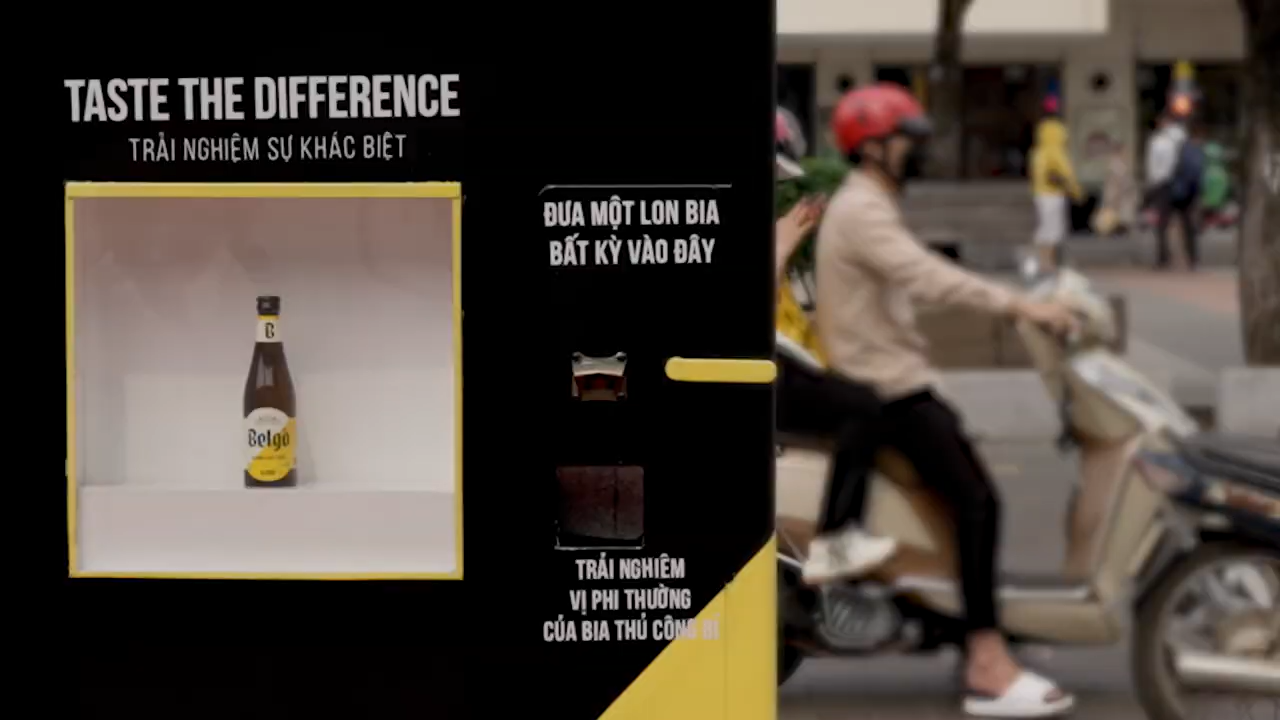 TASTE THE DIFFERENCE
TRẢI NGHIỆM SỰ KHÁC BIỆT
B
Belgo
ĐƯA MỘT LON BIA
BẤT KỲ VÀO ĐÂY
TRẢI NGHIỆM
VỊ PHI THƯỜNG
CỦA BIA THỦ CÔNG BỈ